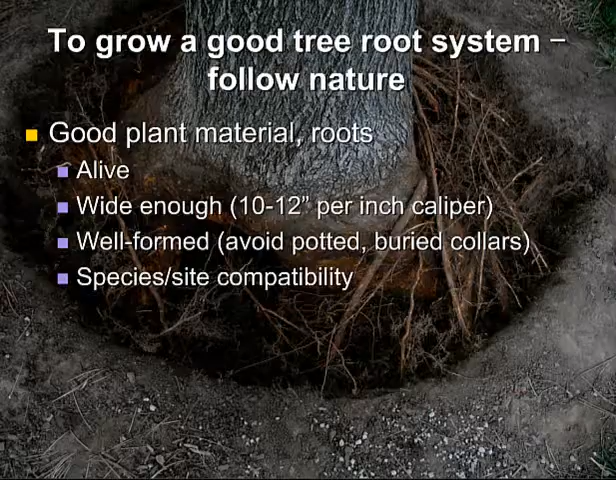 To grow a good tree root system –
follow nature
Good plant material, roots
Alive
Wide enough (10-12” per inch caliper)
Well-formed (avoid potted, buried collars)
Species/site compatibility